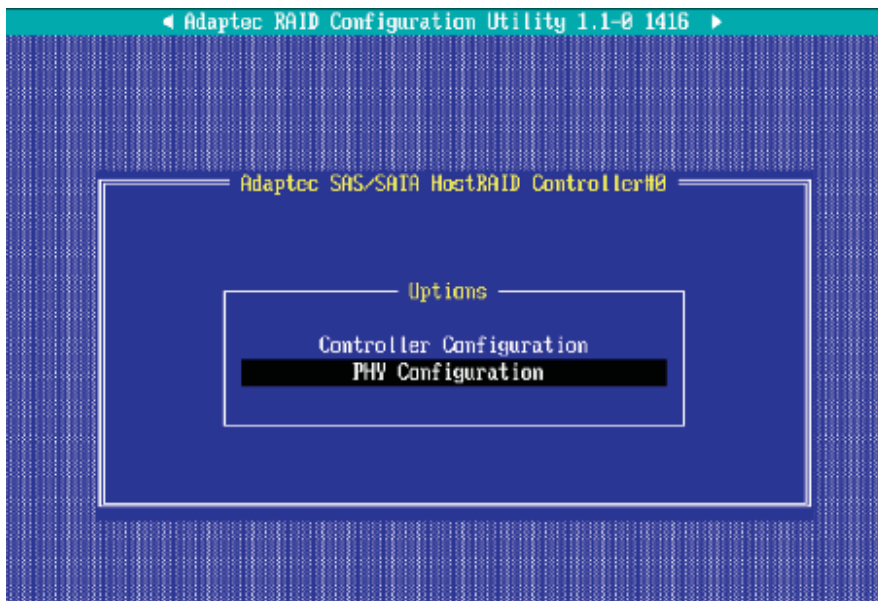 ◄ Adaptec RAID Configuration Utility 1.1-0 1416 ►
Adaptec SAS/SATA HostRAID Controller#0
Options
Controller Configuration
PHY Configuration